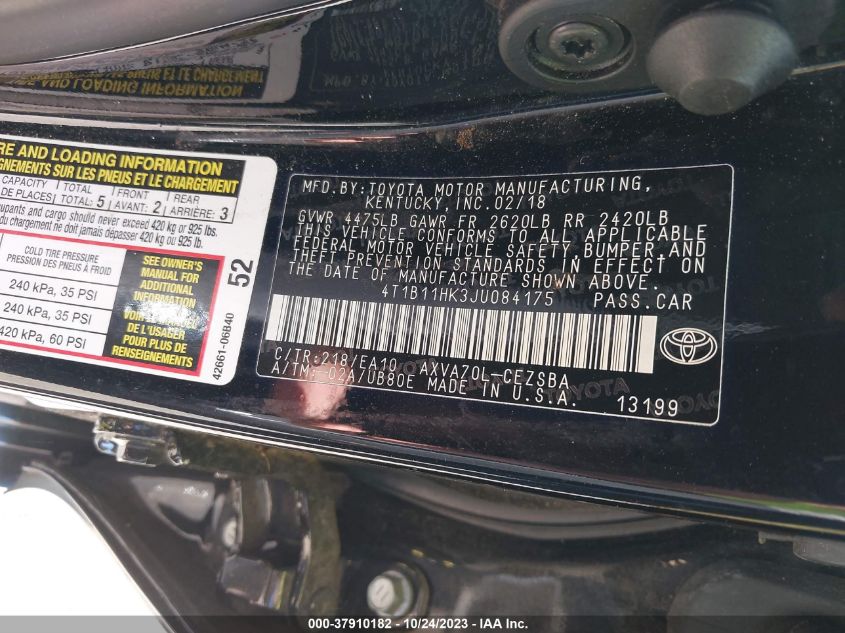 RE AND LOADING INFORMATION
GNEMENTS SUR LES PNEUS ET LE CHARGEMENT
CAPACITY TOTAL FRONT REAR
DE PLACES TOTAL: 5 AVANT: 2 ARRIÈRE: 3
upants and cargo should never exceed 420 kg or 925 lbs.
du chargement ne doit jamais dépasser 420 kg ou 925 lb.
COLD TIRE PRESSURE
PRESSION DES PNEUS À FROID
240 kPa, 35 PSI
240 kPa, 35 PSI
420 kPa, 60 PSI
SEE OWNER'S
MANUAL FOR
ADDITIONAL
INFORMATION
VOIR LE MANUEL
DE L'USAGER
POUR PLUS DE
RENSEIGNEMENTS
52
42661-06B40
MFD. BY: TOYOTA MOTOR MANUFACTURING,
KENTUCKY, INC. 02/18
GVWR 4475LB GAWR FR 2620LB RR 2420LB
THIS VEHICLE CONFORMS TO ALL APPLICABLE
FEDERAL MOTOR VEHICLE SAFETY, BUMPER, AND
THEFT PREVENTION STANDARDS IN EFFECT ON
THE DATE OF MANUFACTURE SHOWN ABOVE.
4T1B11HK3JU084175 PASS. CAR
C/TR: 218/EA10 AXVA70L-CEZSBA
A/TM: -02A/UB80E MADE IN U.S.A. 13199
000-37910182 - 10/24/2023 - IAA Inc.